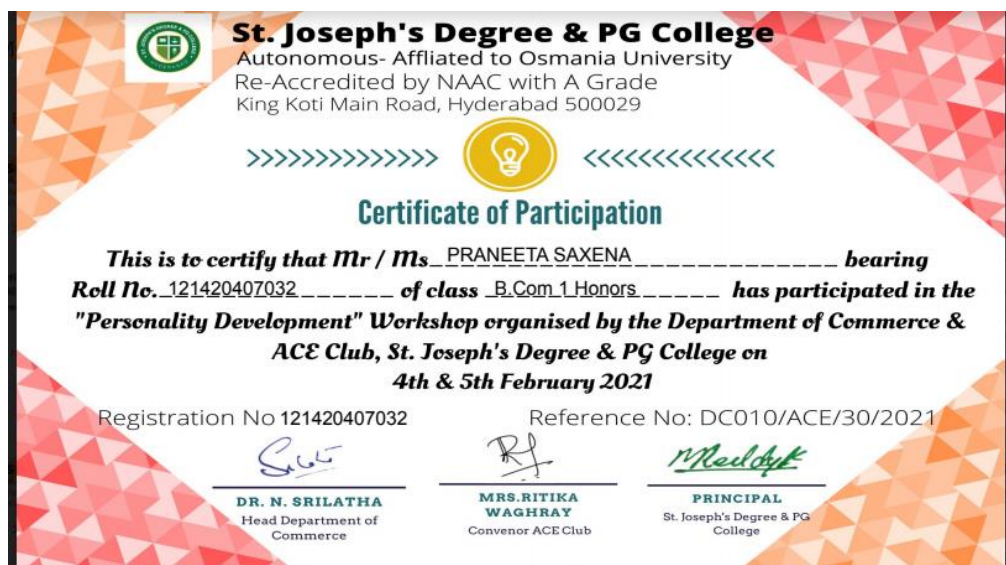 St. Joseph's Degree & PG College
Autonomous- Affliated to Osmania University
Re-Accredited by NAAC with A Grade
King Koti Main Road, Hyderabad 500029
Certificate of Participation
This is to certify that Mr / Ms_PRANEETA SAXENA_ _ _ _ _ _ _ _ _ _ _ _ _ bearing
Roll No._121420407032_ _ _ _ _ _ of class _B.Com 1 Honors_ _ _ _ _ has participated in the
"Personality Development" Workshop organised by the Department of Commerce &
ACE Club, St. Joseph's Degree & PG College on
4th & 5th February 2021
Registration No 121420407032 Reference No: DC010/ACE/30/2021
DR. N. SRILATHA
Head Department of
Commerce
MRS.RITIKA
WAGHRAY
Convenor ACE Club
PRINCIPAL
St. Joseph's Degree & PG
College